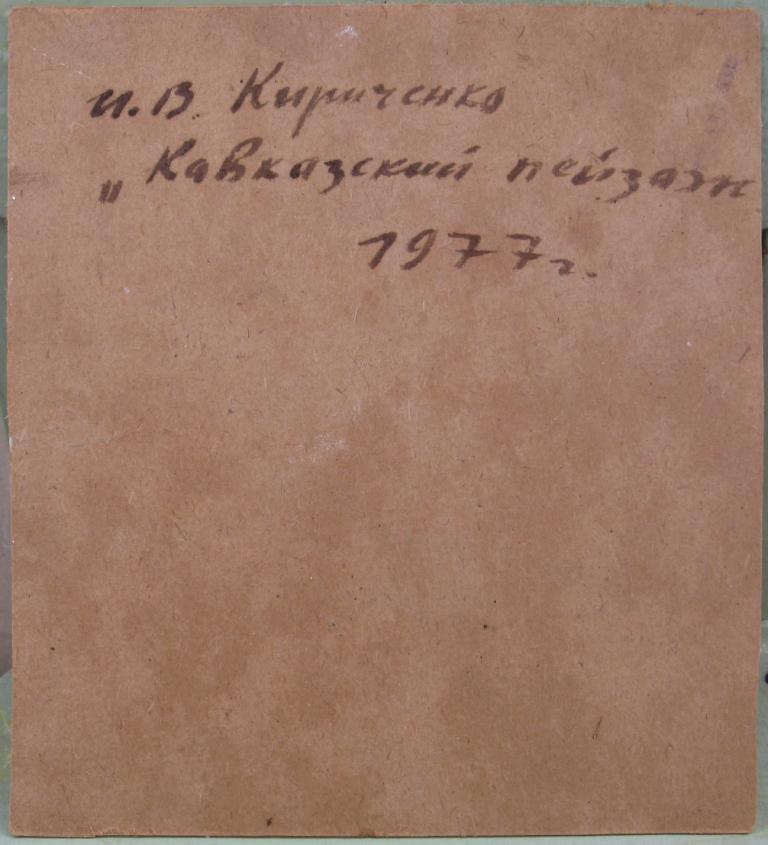 И.В. Кириченко
„Кавказский пейзаж
1977г.